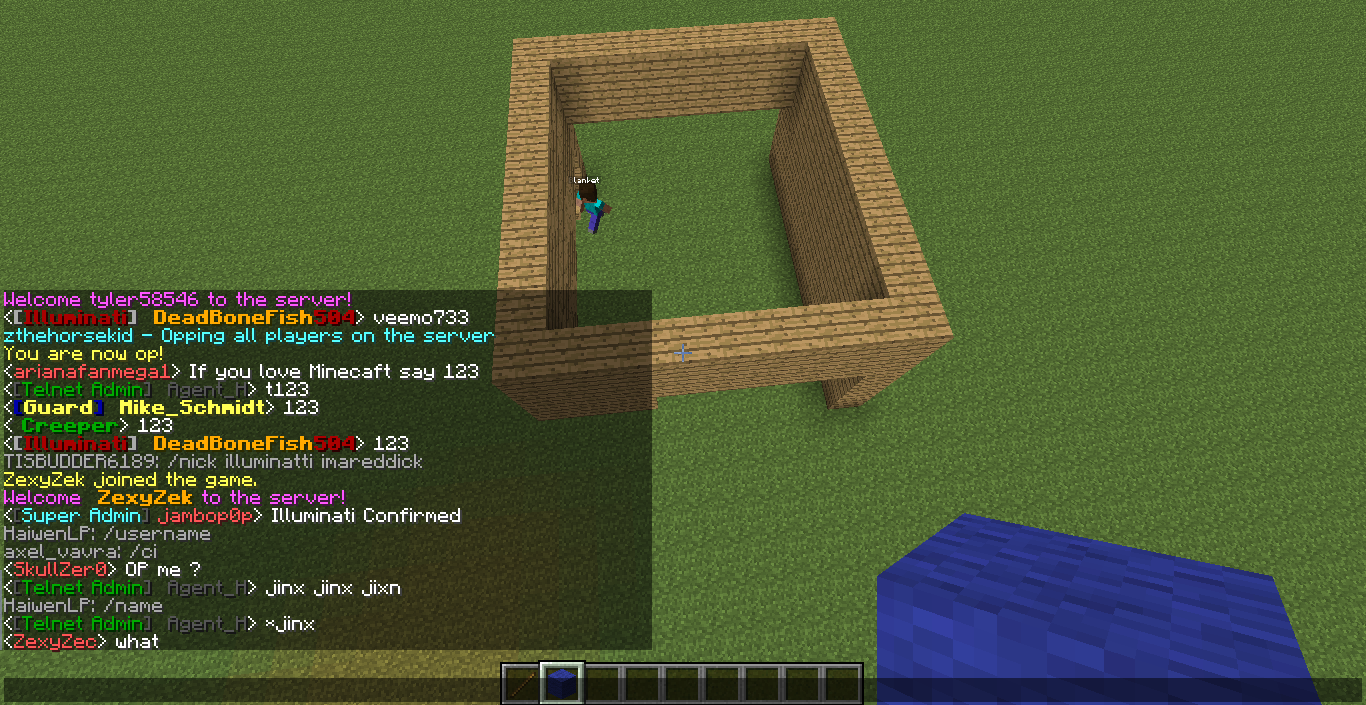 lanket
Welcome tyler58546 to the server!
<[Illuminati] DeadBoneFish504> veemo733
zthehorsekid - Opping all players on the server
You are now op!
<arianafanmega1> If you love Minecaft say 123
<[Telnet Admin] Agent_H> t123
<[Guard] Mike_Schmidt> 123
< Creeper> 123
<[Illuminati] DeadBoneFish504> 123
TISBUDDER6189: /nick illuminatti imareddick
ZexyZek joined the game.
Welcome ZexyZek to the server!
<[Super Admin] jambop0p> Illuminati Confirmed
HaiwenLP: /username
axel_vavra: /ci
<SkullZer0> OP me ?
<[Telnet Admin] Agent_H> jinx jinx jixn
HaiwenLP: /name
<[Telnet Admin] Agent_H> *jinx
<ZexyZec> what